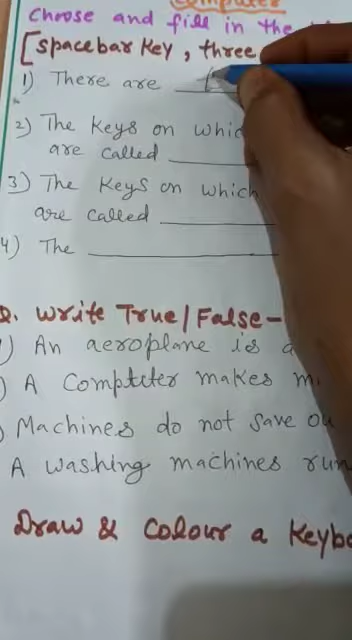 Computer
Choose and fill in the
[spacebar key, three
1) There are
2) The keys on which
are called
3) The keys on which
are called
4) The
Q. Write True/False-
) An aeroplane is a
) A Computer makes
) Machines do not save
A washing machines run
Draw & Colour a Keybo